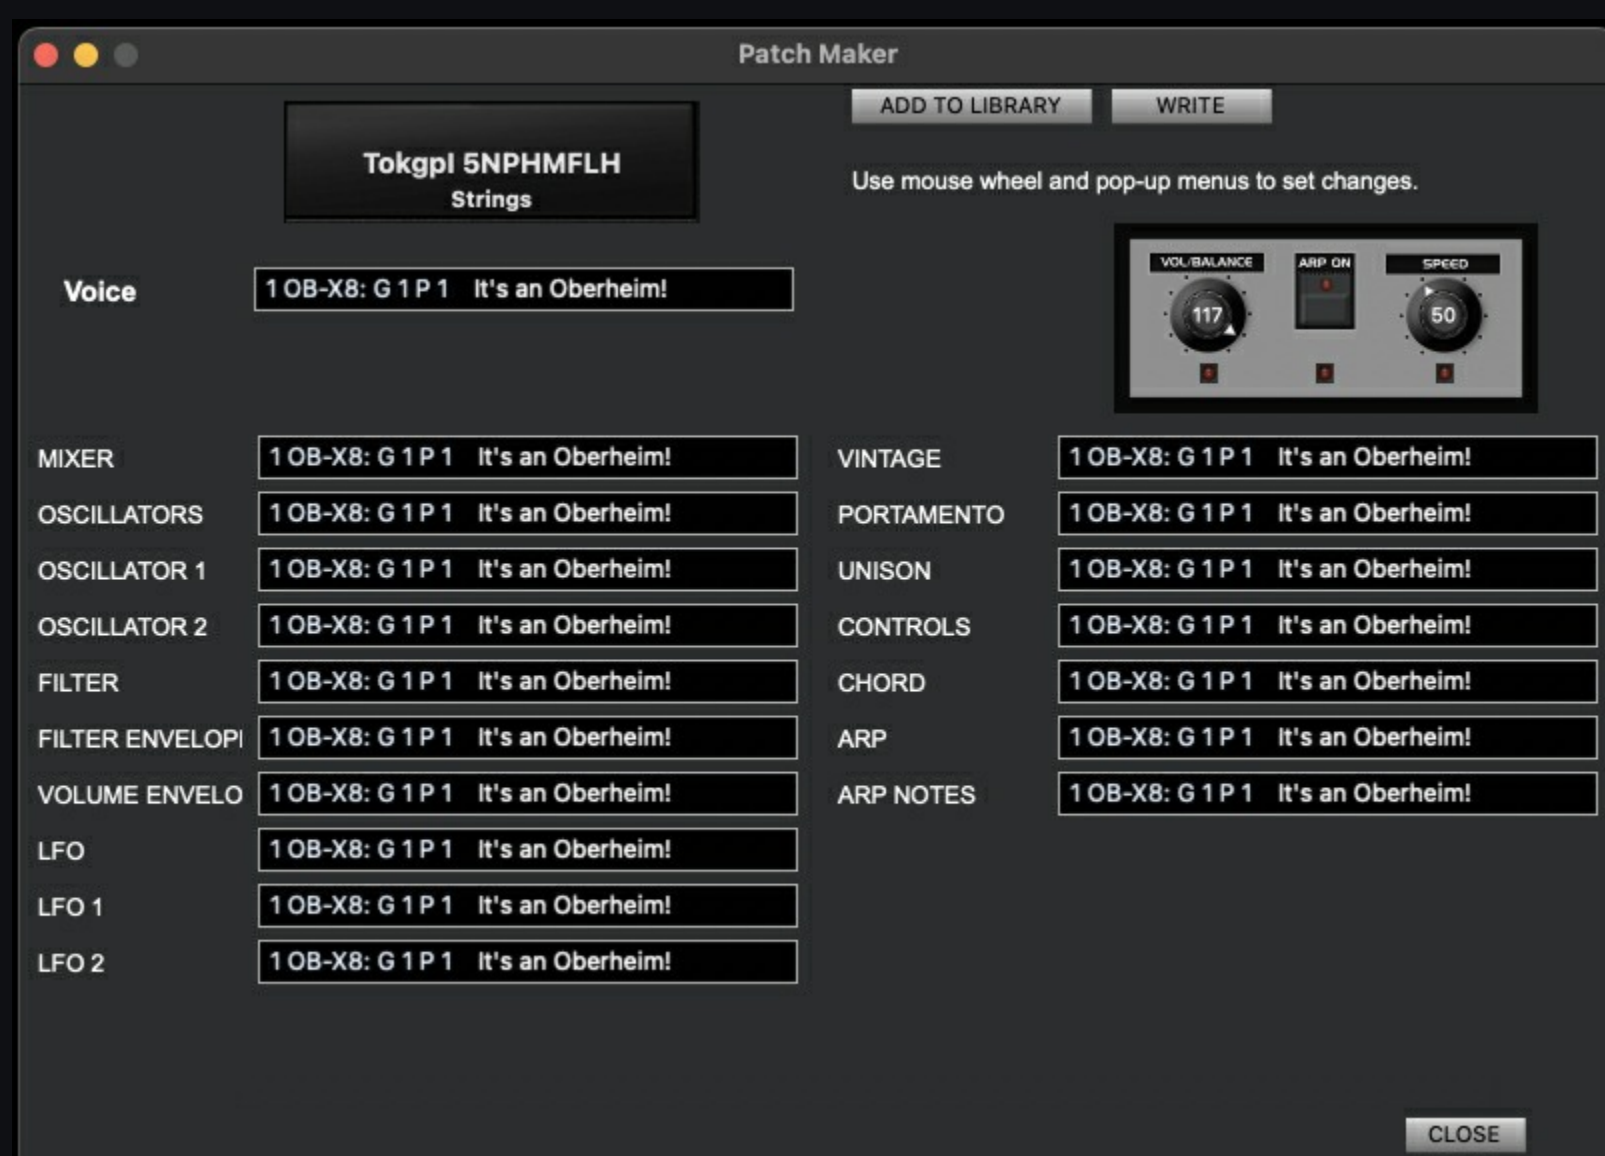 Patch Maker
ADD TO LIBRARY
WRITE
Tokgpl 5NPHMFLH
Strings
Use mouse wheel and pop-up menus to set changes.
Voice
1 OB-X8: G 1 P 1 It's an Oberheim!
VOL/BALANCE
ARP ON
SPEED
117
50
MIXER
1 OB-X8: G 1 P 1 It's an Oberheim!
OSCILLATORS
1 OB-X8: G 1 P 1 It's an Oberheim!
OSCILLATOR 1
1 OB-X8: G 1 P 1 It's an Oberheim!
OSCILLATOR 2
1 OB-X8: G 1 P 1 It's an Oberheim!
FILTER
1 OB-X8: G 1 P 1 It's an Oberheim!
FILTER ENVELOP
1 OB-X8: G 1 P 1 It's an Oberheim!
VOLUME ENVELO
1 OB-X8: G 1 P 1 It's an Oberheim!
LFO
1 OB-X8: G 1 P 1 It's an Oberheim!
LFO 1
1 OB-X8: G 1 P 1 It's an Oberheim!
LFO 2
1 OB-X8: G 1 P 1 It's an Oberheim!
VINTAGE
1 OB-X8: G 1 P 1 It's an Oberheim!
PORTAMENTO
1 OB-X8: G 1 P 1 It's an Oberheim!
UNISON
1 OB-X8: G 1 P 1 It's an Oberheim!
CONTROLS
1 OB-X8: G 1 P 1 It's an Oberheim!
CHORD
1 OB-X8: G 1 P 1 It's an Oberheim!
ARP
1 OB-X8: G 1 P 1 It's an Oberheim!
ARP NOTES
1 OB-X8: G 1 P 1 It's an Oberheim!
CLOSE